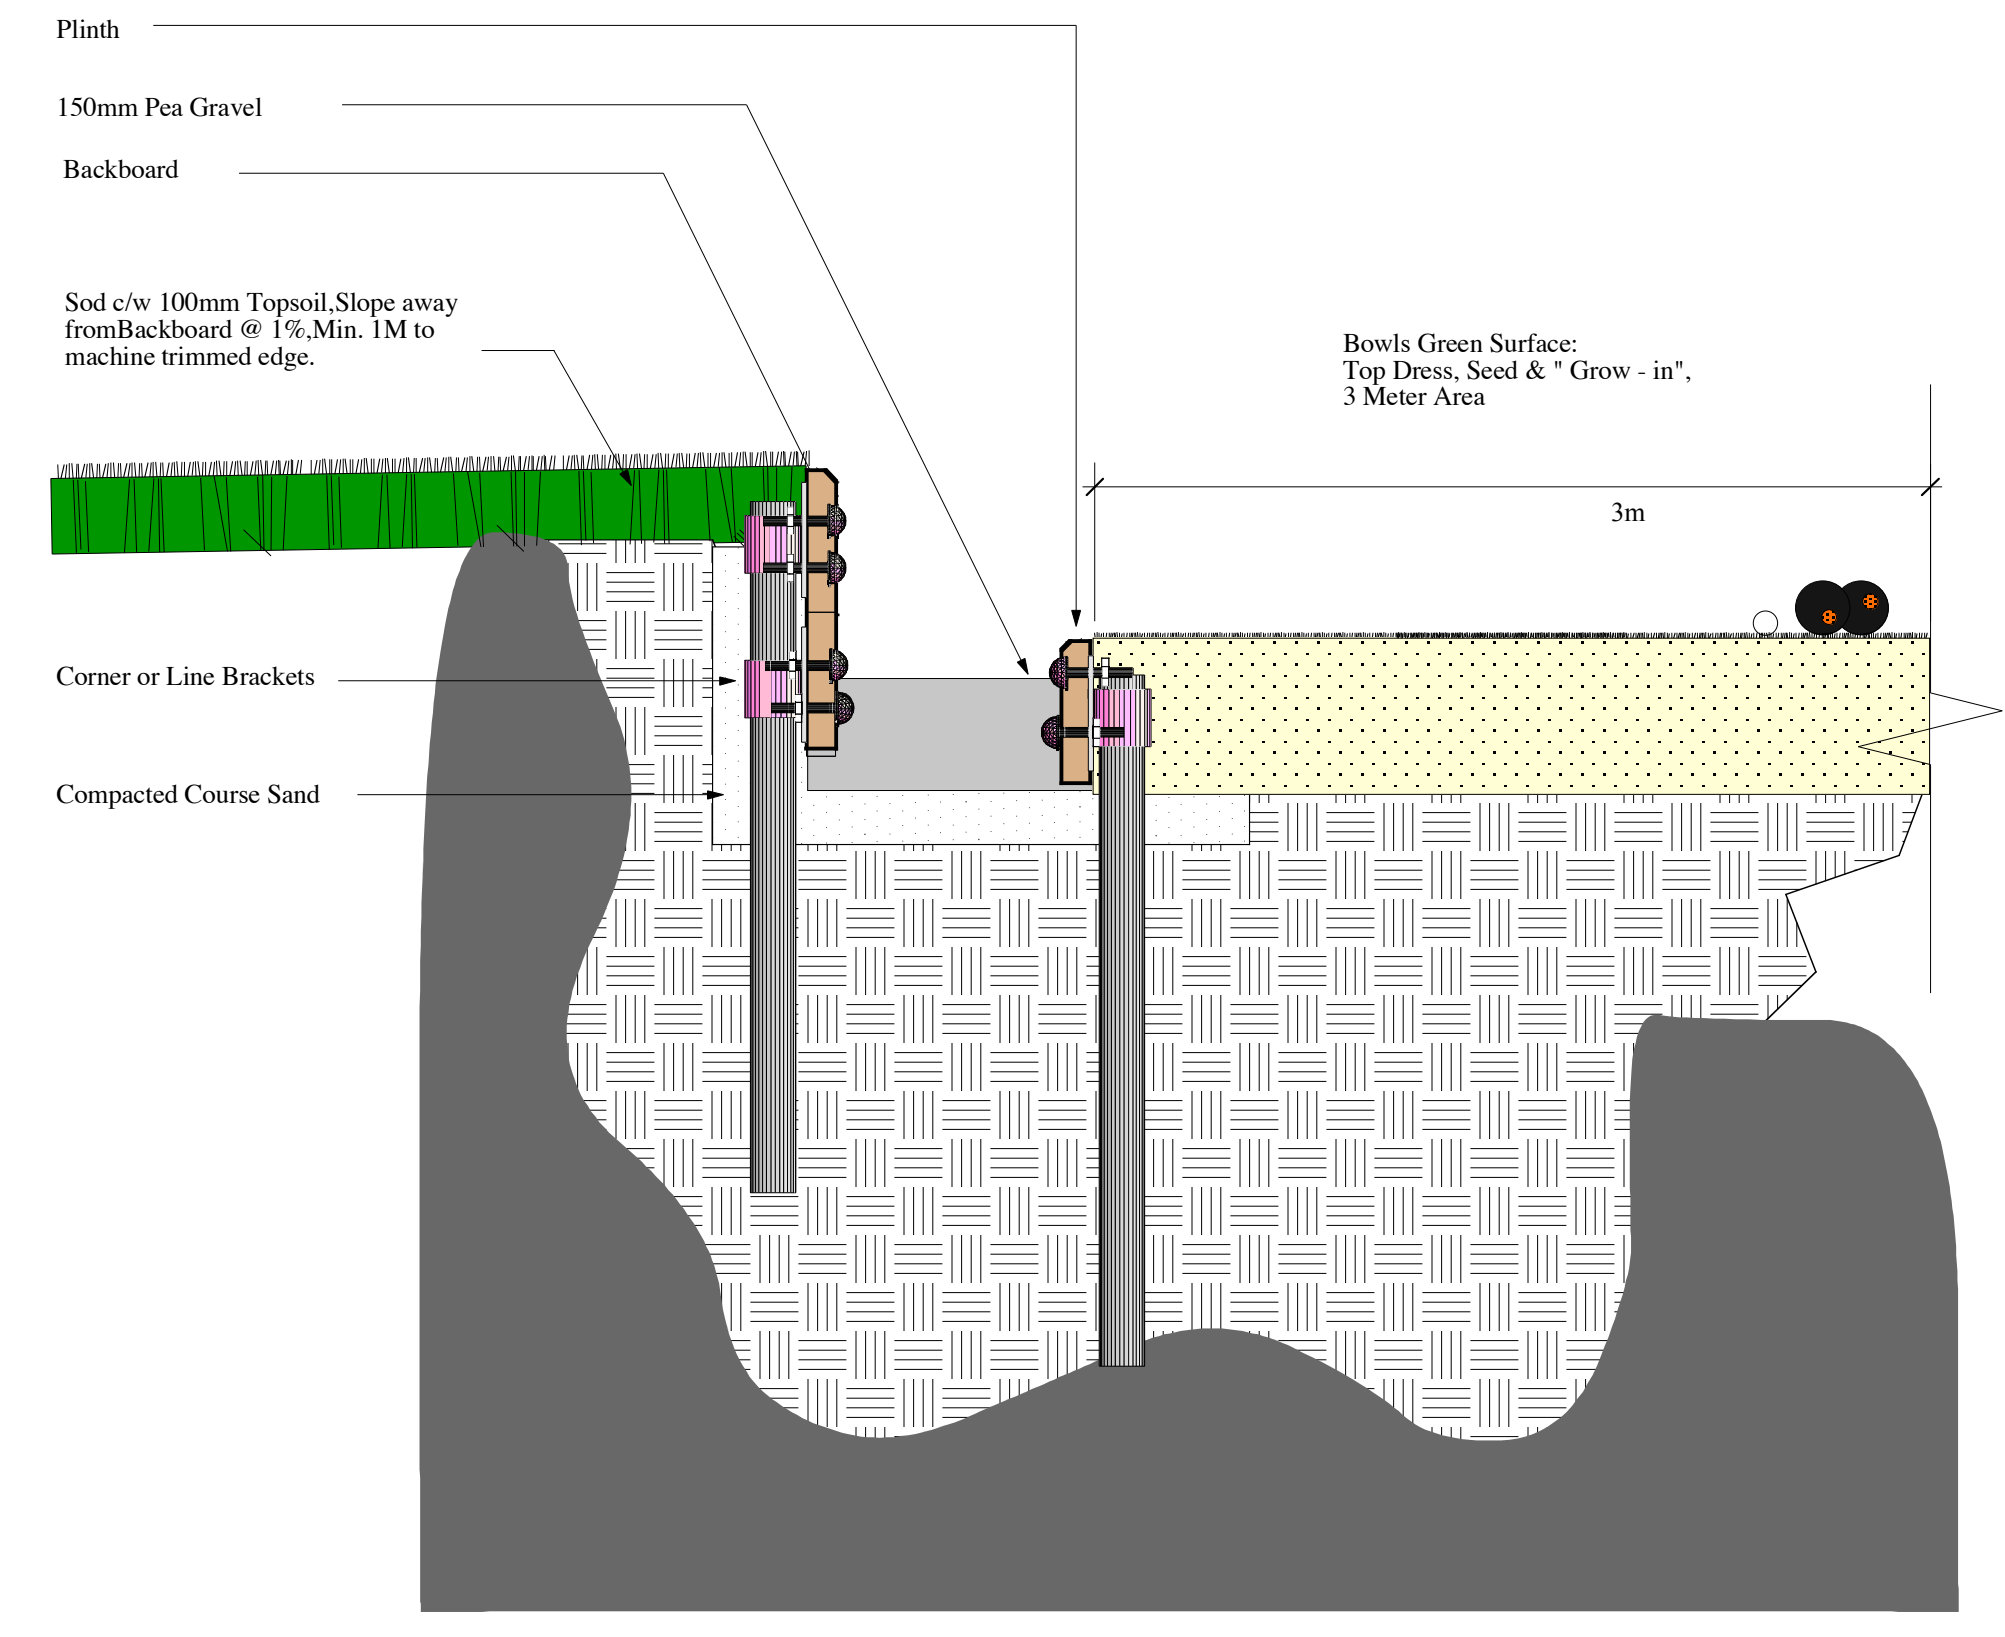 Plinth
150mm Pea Gravel
Backboard
Sod c/w 100mm Topsoil,Slope away
fromBackboard @ 1%,Min. 1M to
machine trimmed edge.
Bowls Green Surface:
Top Dress, Seed & " Grow - in",
3 Meter Area
3m
Corner or Line Brackets
Compacted Course Sand